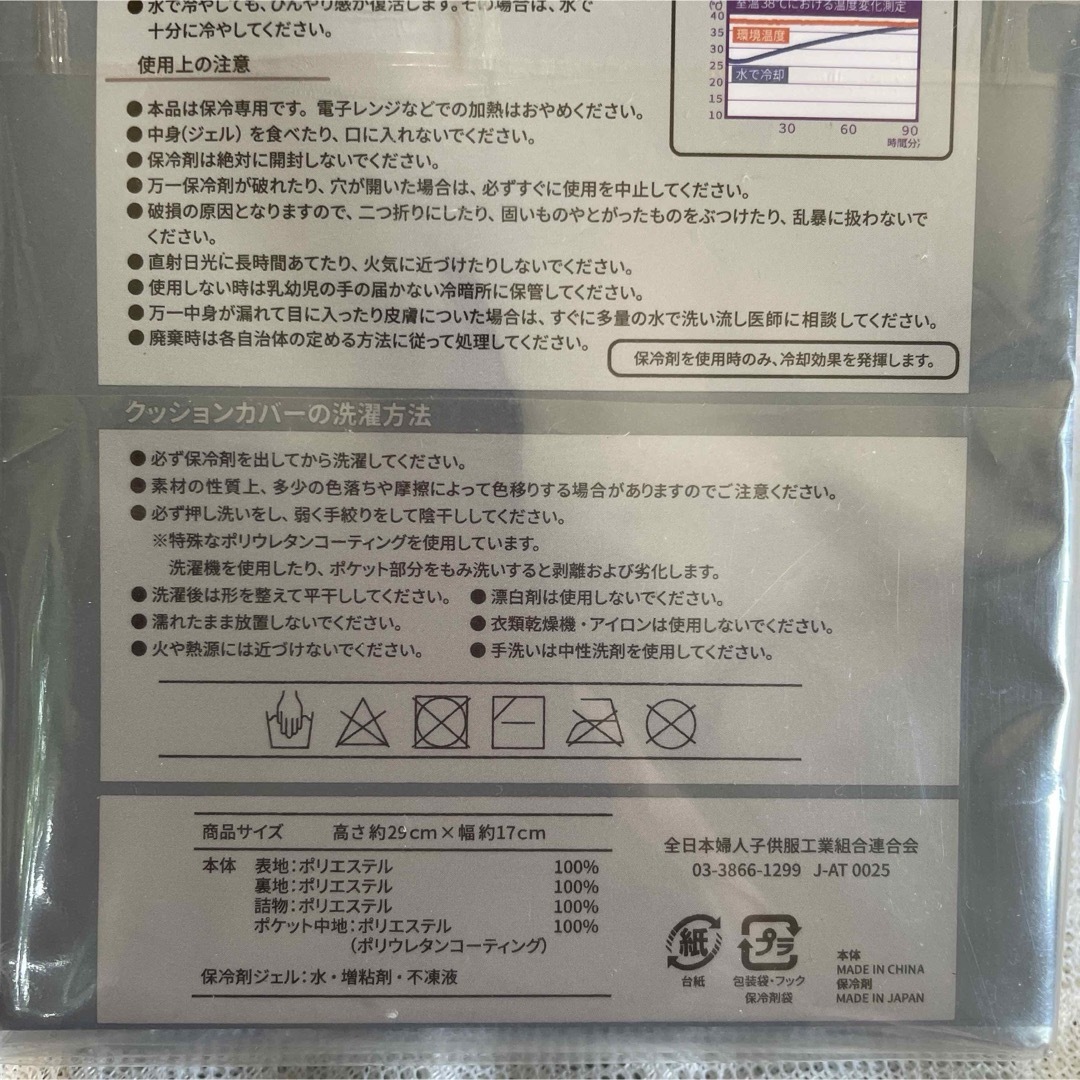 水で冷やしても、ひんやり感が復活します。その場合は、水で
十分に冷やしてください。
室温38℃における温度変化測定
(℃)
40
35
30
25
20
15
10
環境温度
水で冷却
30 60 90
時間(分)
使用上の注意
●本品は保冷専用です。電子レンジなどでの加熱はおやめください。
●中身(ジェル)を食べたり、口に入れないでください。
●保冷剤は絶対に開封しないでください。
●万一保冷剤が破れたり、穴が開いた場合は、必ずすぐに使用を中止してください。
●破損の原因となりますので、二つ折りにしたり、固いものやとがったものをぶつけたり、乱暴に扱わないで
ください。
●直射日光に長時間あてたり、火気に近づけたりしないでください。
●使用しない時は乳幼児の手の届かない冷暗所に保管してください。
●万一中身が漏れて目に入ったり皮膚についた場合は、すぐに多量の水で洗い流し医師に相談してください。
●廃棄時は各自治体の定める方法に従って処理してください。
保冷剤を使用時のみ、冷却効果を発揮します。
クッションカバーの洗濯方法
●必ず保冷剤を出してから洗濯してください。
●素材の性質上、多少の色落ちや摩擦によって色移りする場合がありますのでご注意ください。
●必ず押し洗いをし、弱く手絞りをして陰干ししてください。
※特殊なポリウレタンコーティングを使用しています。
洗濯機を使用したり、ポケット部分をもみ洗いすると剥離および劣化します。
●洗濯後は形を整えて平干ししてください。 ●漂白剤は使用しないでください。
●濡れたまま放置しないでください。 ●衣類乾燥機・アイロンは使用しないでください。
●火や熱源には近づけないでください。 ●手洗いは中性洗剤を使用してください。
商品サイズ 高さ約29cm×幅約17cm
本体 表地:ポリエステル 100%
裏地:ポリエステル 100%
詰物:ポリエステル 100%
ポケット中地:ポリエステル 100%
(ポリウレタンコーティング)
保冷剤ジェル:水・増粘剤・不凍液
全日本婦人子供服工業組合連合会
03-3866-1299 J-AT 0025
紙
台紙
プラ
包装袋・フック
保冷剤袋
本体
MADE IN CHINA
保冷剤
MADE IN JAPAN